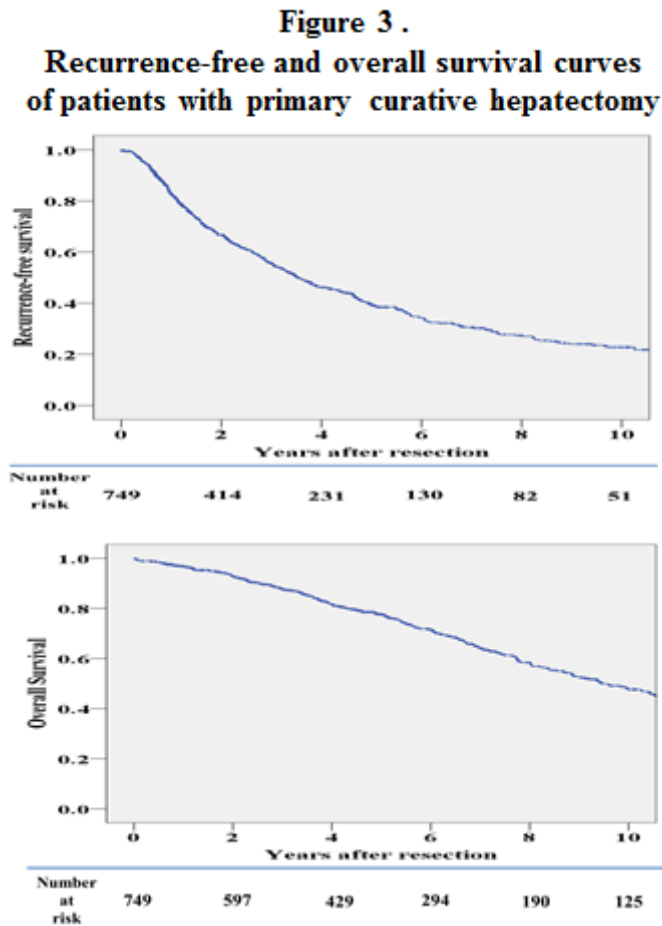 Figure 3 .
Recurrence-free and overall survival curves
of patients with primary curative hepatectomy
1.0
0.8
0.6
0.4
0.2
0.0
Recurrence-free survival
0 2 4 6 8 10
Years after resection
Number
at
risk
749 414 231 130 82 51
1.0
0.8
0.6
0.4
0.2
0.0
Overall Survival
0 2 4 6 8 10
Years after resection
Number
at
risk
749 597 429 294 190 125